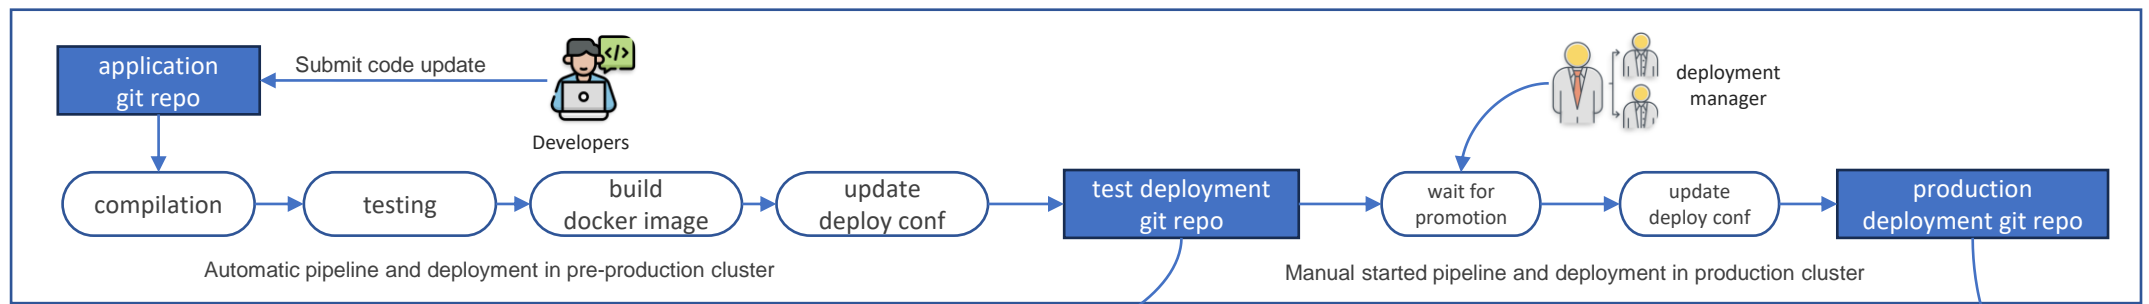 application
git repo
Submit code update
</>
Developers
deployment
manager
compilation
testing
build
docker image
update
deploy conf
test deployment
git repo
wait for
promotion
update
deploy conf
production
deployment git repo
Automatic pipeline and deployment in pre-production cluster
Manual started pipeline and deployment in production cluster